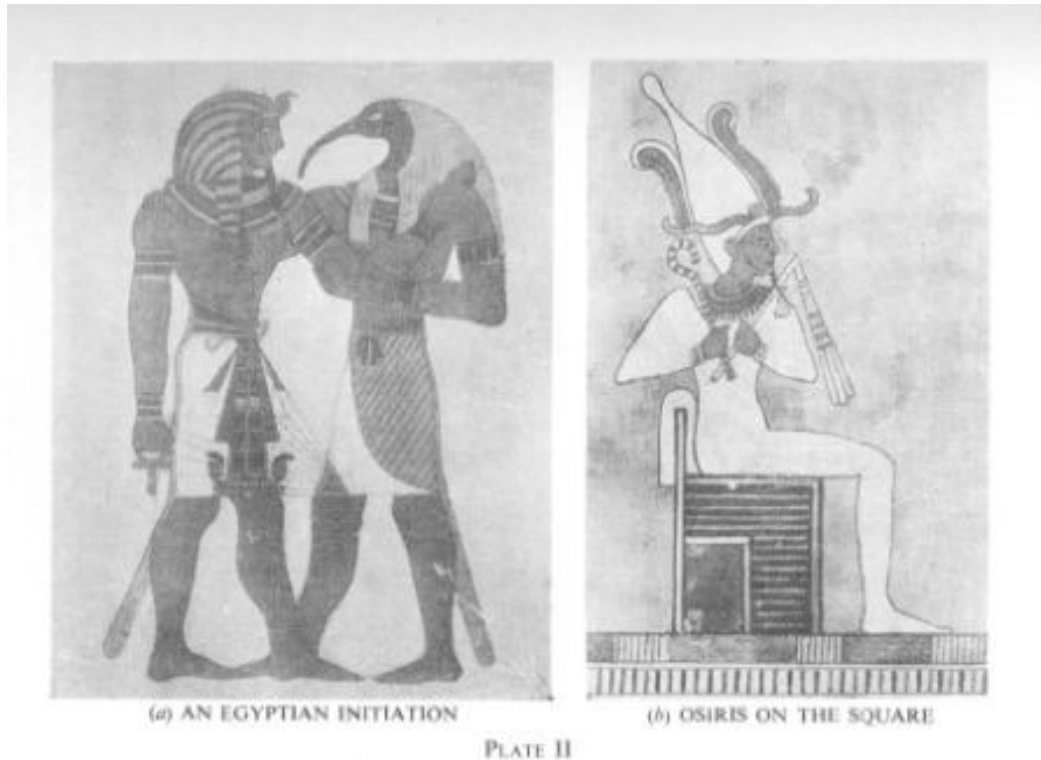 (a) AN EGYPTIAN INITIATION
(b) OSIRIS ON THE SQUARE
PLATE II